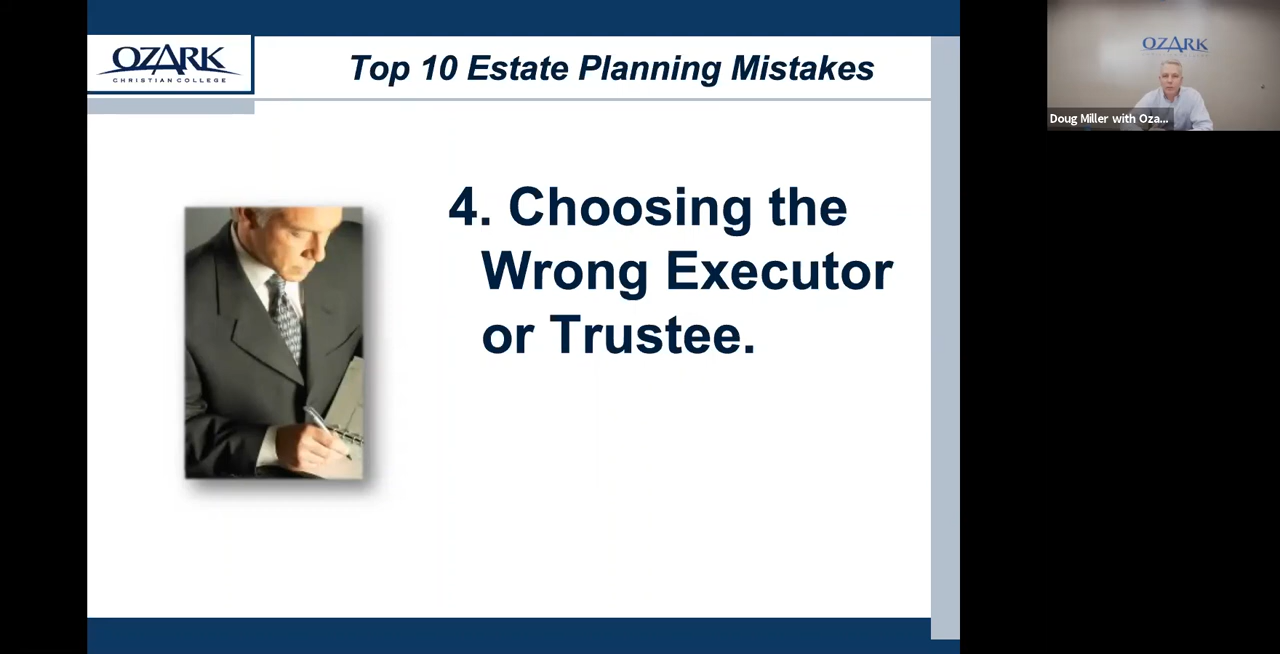 OZARK
CHRISTIAN COLLEGE
Top 10 Estate Planning Mistakes
4. Choosing the
Wrong Executor
or Trustee.
OZARK
Doug Miller with Oza...